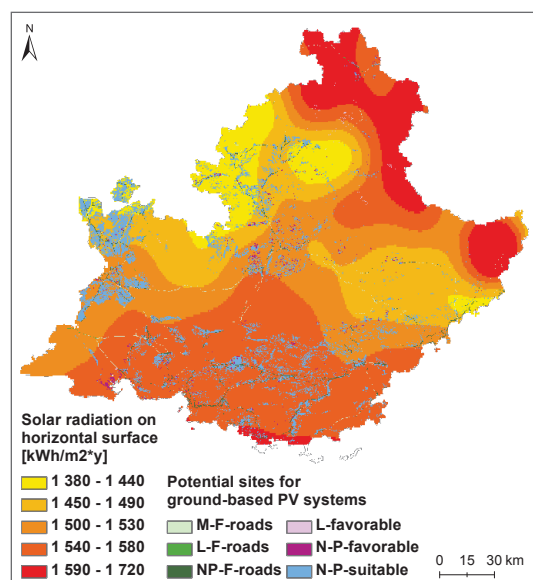 N
Solar radiation on
horizontal surface
[kWh/m2*y]
1 380 - 1 440
1 450 - 1 490
1 500 - 1 530
1 540 - 1 580
1 590 - 1 720
Potential sites for
ground-based PV systems
M-F-roads
L-F-roads
NP-F-roads
L-favorable
N-P-favorable
N-P-suitable
0 15 30 km